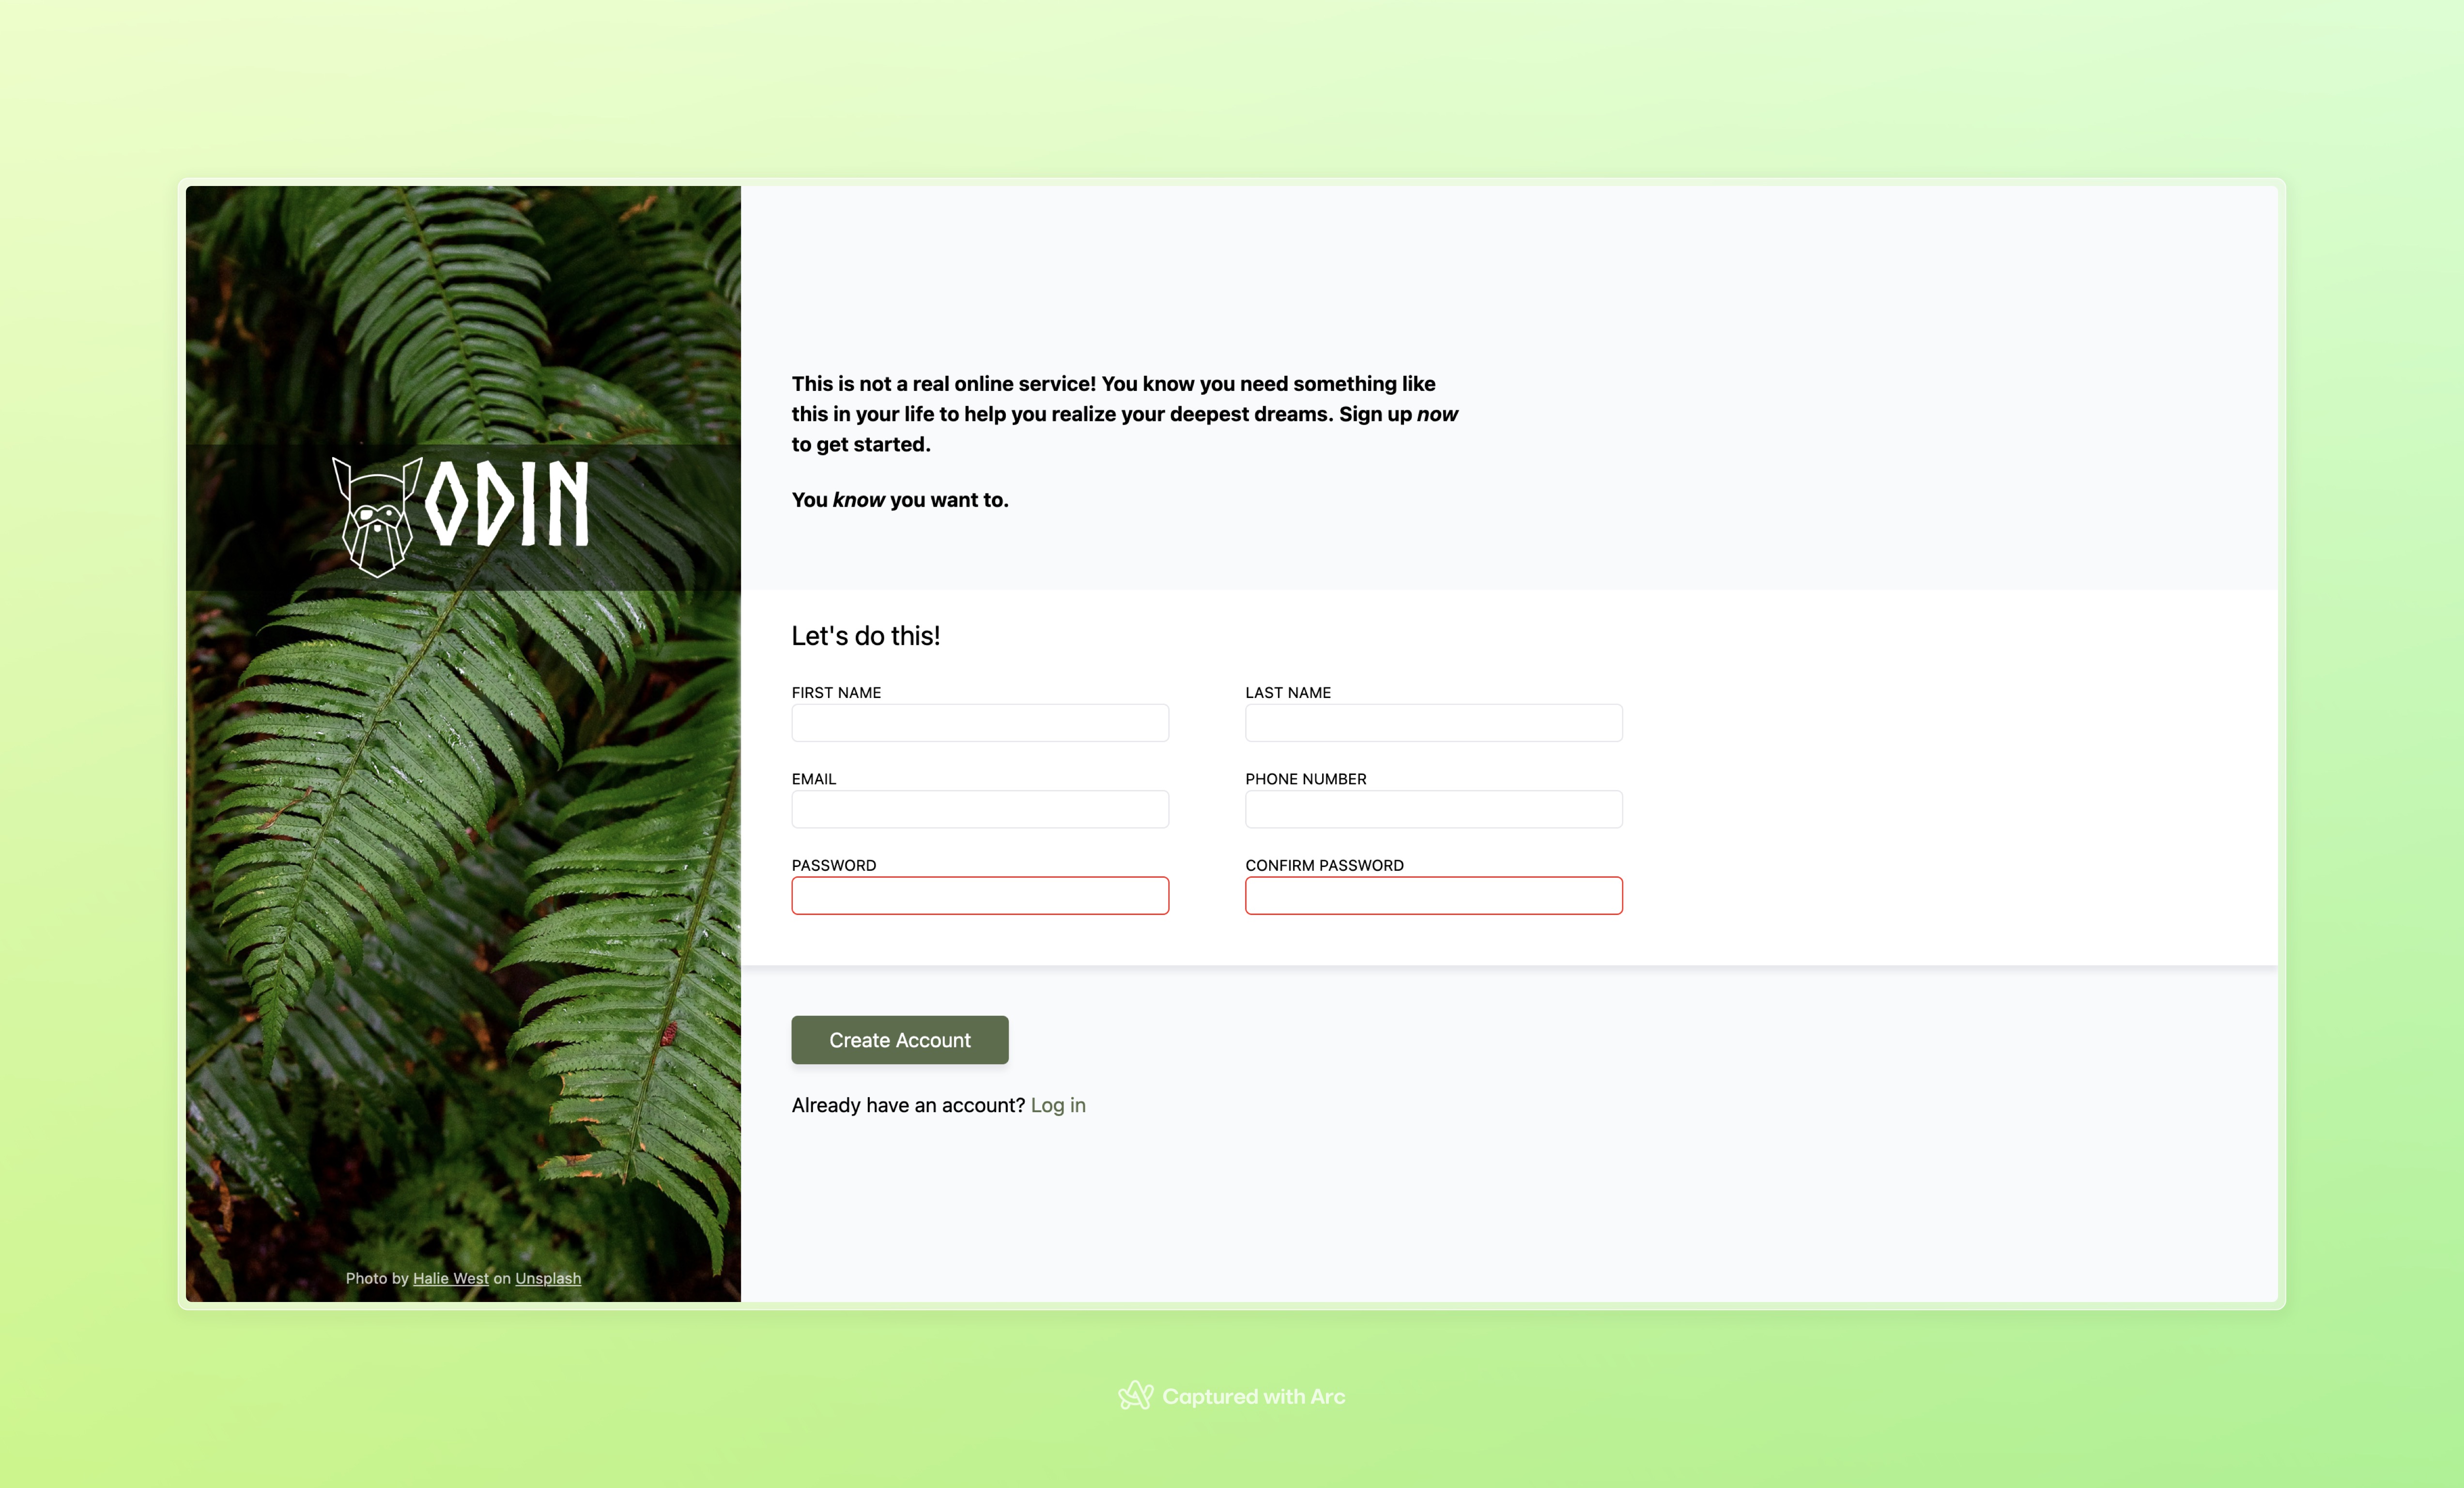 ODIN
This is not a real online service! You know you need something like
this in your life to help you realize your deepest dreams. Sign up now
to get started.
You know you want to.
Let's do this!
FIRST NAME
LAST NAME
EMAIL
PHONE NUMBER
PASSWORD
CONFIRM PASSWORD
Create Account
Already have an account? Log in
Photo by Halie West on Unsplash
Captured with Arc